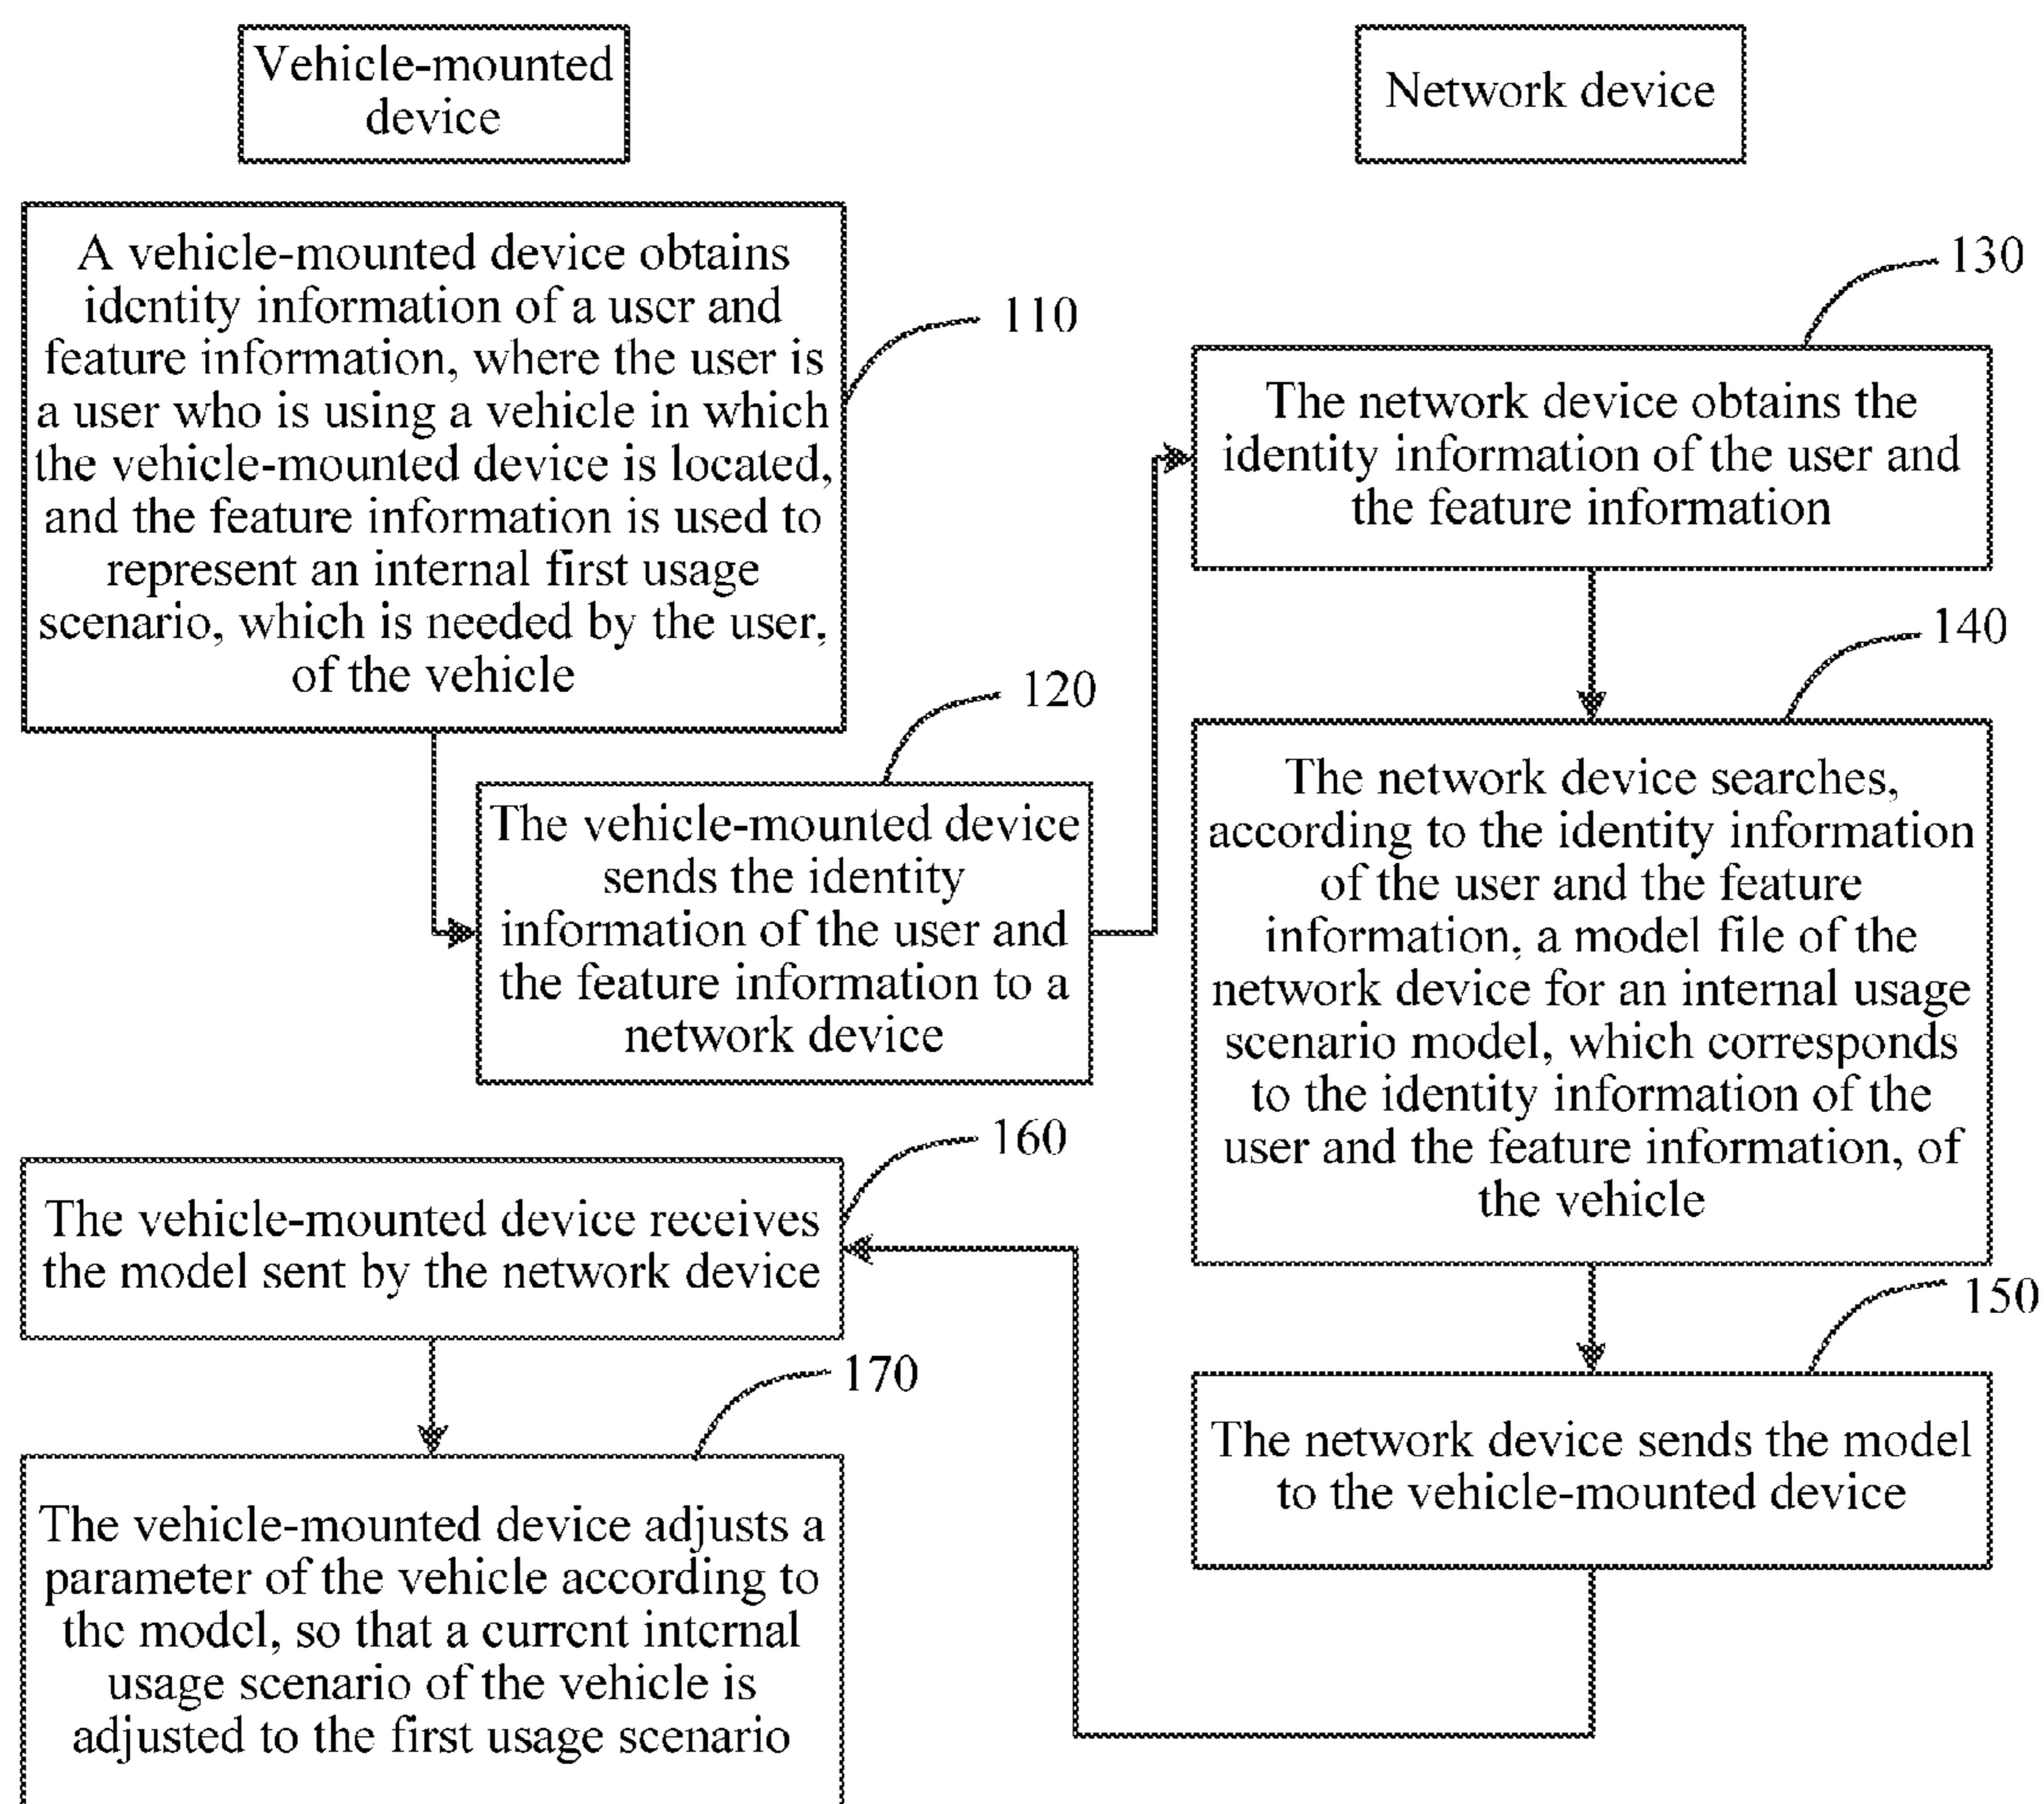 Vehicle-mounted
device
Network device
A vehicle-mounted device obtains
identity information of a user and
feature information, where the user is
a user who is using a vehicle in which
the vehicle-mounted device is located,
and the feature information is used to
represent an internal first usage
scenario, which is needed by the user,
of the vehicle
110
120
The vehicle-mounted device
sends the identity
information of the user and
the feature information to a
network device
130
The network device obtains the
identity information of the user and
the feature information
140
The network device searches,
according to the identity information
of the user and the feature
information, a model file of the
network device for an internal usage
scenario model, which corresponds
to the identity information of the
user and the feature information, of
the vehicle
150
The network device sends the model
to the vehicle-mounted device
160
The vehicle-mounted device receives
the model sent by the network device
170
The vehicle-mounted device adjusts a
parameter of the vehicle according to
the model, so that a current internal
usage scenario of the vehicle is
adjusted to the first usage scenario